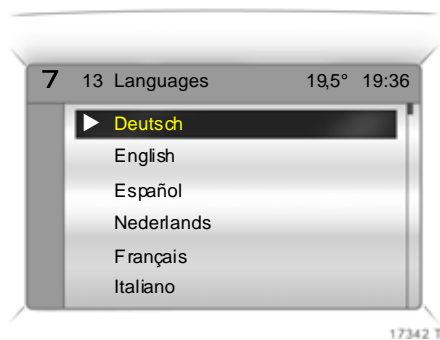 7 13 Languages 19,5° 19:36
Deutsch
English
Español
Nederlands
Français
Italiano
17342 T